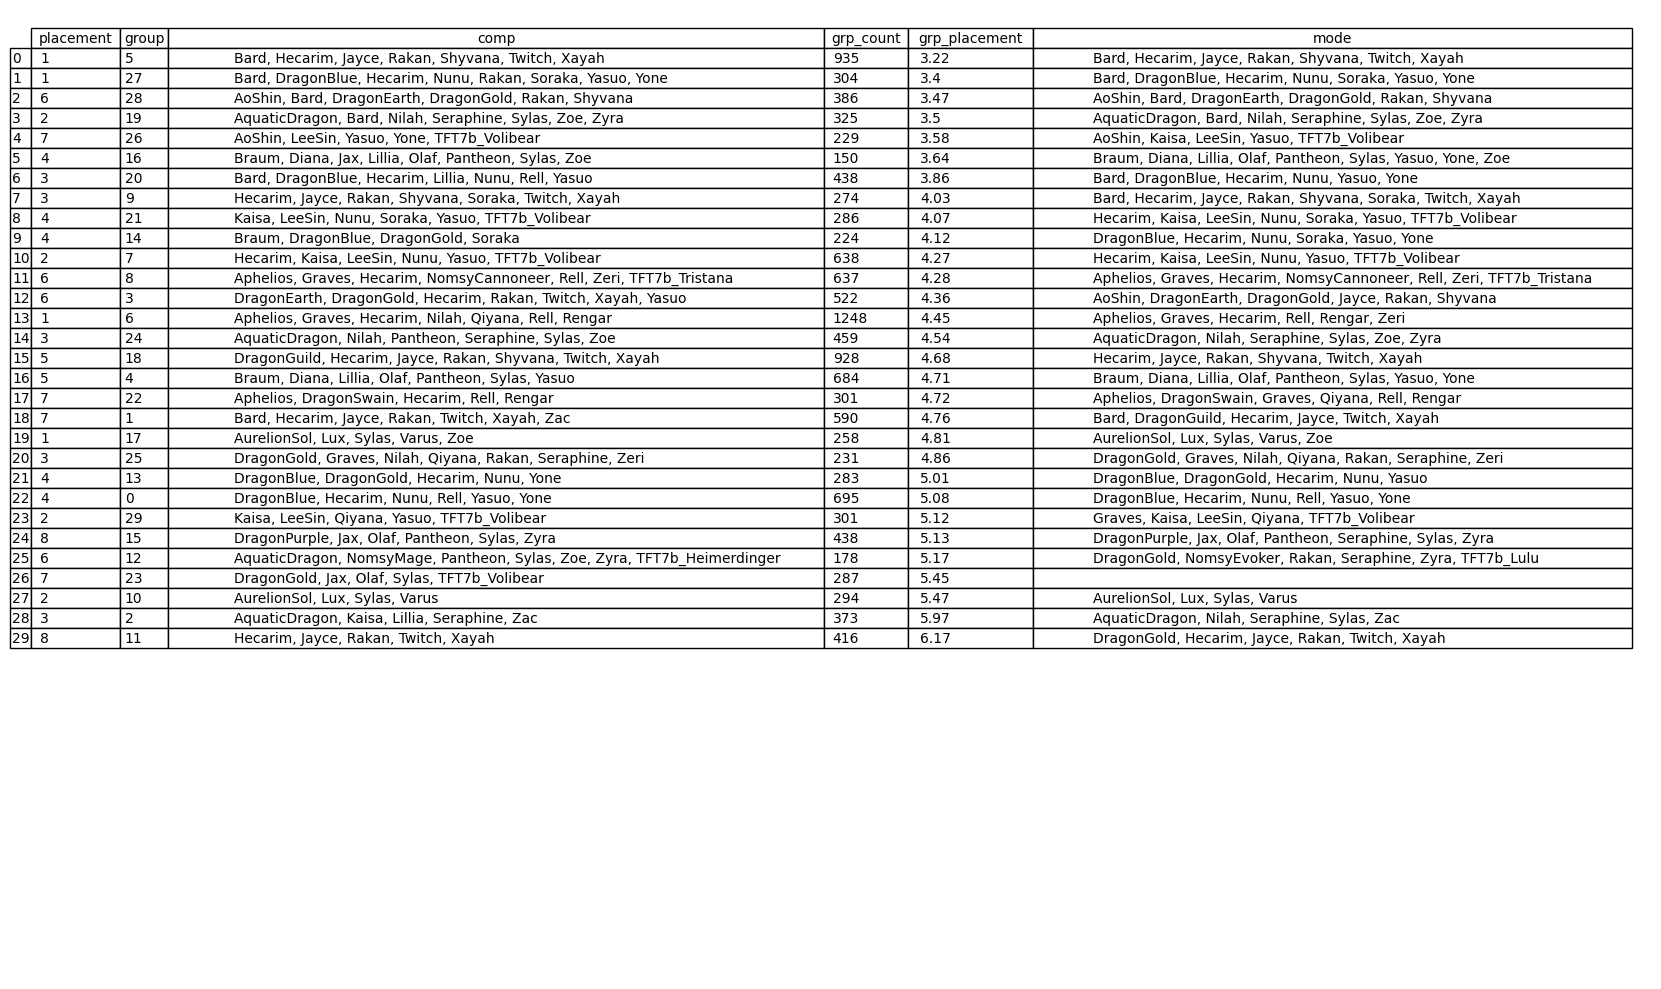 placement group comp grp_count grp_placement mode
0 1 5 Bard, Hecarim, Jayce, Rakan, Shyvana, Twitch, Xayah 935 3.22 Bard, Hecarim, Jayce, Rakan, Shyvana, Twitch, Xayah
1 1 27 Bard, DragonBlue, Hecarim, Nunu, Rakan, Soraka, Yasuo, Yone 304 3.4 Bard, DragonBlue, Hecarim, Nunu, Soraka, Yasuo, Yone
2 6 28 AoShin, Bard, DragonEarth, DragonGold, Rakan, Shyvana 386 3.47 AoShin, Bard, DragonEarth, DragonGold, Rakan, Shyvana
3 2 19 AquaticDragon, Bard, Nilah, Seraphine, Sylas, Zoe, Zyra 325 3.5 AquaticDragon, Bard, Nilah, Seraphine, Sylas, Zoe, Zyra
4 7 26 AoShin, LeeSin, Yasuo, Yone, TFT7b_Volibear 229 3.58 AoShin, Kaisa, LeeSin, Yasuo, TFT7b_Volibear
5 4 16 Braum, Diana, Jax, Lillia, Olaf, Pantheon, Sylas, Zoe 150 3.64 Braum, Diana, Lillia, Olaf, Pantheon, Sylas, Yasuo, Yone, Zoe
6 3 20 Bard, DragonBlue, Hecarim, Lillia, Nunu, Rell, Yasuo 438 3.86 Bard, DragonBlue, Hecarim, Nunu, Yasuo, Yone
7 3 9 Hecarim, Jayce, Rakan, Shyvana, Soraka, Twitch, Xayah 274 4.03 Bard, Hecarim, Jayce, Rakan, Shyvana, Soraka, Twitch, Xayah
8 4 21 Kaisa, LeeSin, Nunu, Soraka, Yasuo, TFT7b_Volibear 286 4.07 Hecarim, Kaisa, LeeSin, Nunu, Soraka, Yasuo, TFT7b_Volibear
9 4 14 Braum, DragonBlue, DragonGold, Soraka 224 4.12 DragonBlue, Hecarim, Nunu, Soraka, Yasuo, Yone
10 2 7 Hecarim, Kaisa, LeeSin, Nunu, Yasuo, TFT7b_Volibear 638 4.27 Hecarim, Kaisa, LeeSin, Nunu, Yasuo, TFT7b_Volibear
11 6 8 Aphelios, Graves, Hecarim, NomsyCannoneer, Rell, Zeri, TFT7b_Tristana 637 4.28 Aphelios, Graves, Hecarim, NomsyCannoneer, Rell, Zeri, TFT7b_Tristana
12 6 3 DragonEarth, DragonGold, Hecarim, Rakan, Twitch, Xayah, Yasuo 522 4.36 AoShin, DragonEarth, DragonGold, Jayce, Rakan, Shyvana
13 1 6 Aphelios, Graves, Hecarim, Nilah, Qiyana, Rell, Rengar 1248 4.45 Aphelios, Graves, Hecarim, Rell, Rengar, Zeri
14 3 24 AquaticDragon, Nilah, Pantheon, Seraphine, Sylas, Zoe 459 4.54 AquaticDragon, Nilah, Seraphine, Sylas, Zoe, Zyra
15 5 18 DragonGuild, Hecarim, Jayce, Rakan, Shyvana, Twitch, Xayah 928 4.68 Hecarim, Jayce, Rakan, Shyvana, Twitch, Xayah
16 5 4 Braum, Diana, Lillia, Olaf, Pantheon, Sylas, Yasuo 684 4.71 Braum, Diana, Lillia, Olaf, Pantheon, Sylas, Yasuo, Yone
17 7 22 Aphelios, DragonSwain, Hecarim, Rell, Rengar 301 4.72 Aphelios, DragonSwain, Graves, Qiyana, Rell, Rengar
18 7 1 Bard, Hecarim, Jayce, Rakan, Twitch, Xayah, Zac 590 4.76 Bard, DragonGuild, Hecarim, Jayce, Twitch, Xayah
19 1 17 AurelionSol, Lux, Sylas, Varus, Zoe 258 4.81 AurelionSol, Lux, Sylas, Varus, Zoe
20 3 25 DragonGold, Graves, Nilah, Qiyana, Rakan, Seraphine, Zeri 231 4.86 DragonGold, Graves, Nilah, Qiyana, Rakan, Seraphine, Zeri
21 4 13 DragonBlue, DragonGold, Hecarim, Nunu, Yone 283 5.01 DragonBlue, DragonGold, Hecarim, Nunu, Yasuo
22 4 0 DragonBlue, Hecarim, Nunu, Rell, Yasuo, Yone 695 5.08 DragonBlue, Hecarim, Nunu, Rell, Yasuo, Yone
23 2 29 Kaisa, LeeSin, Qiyana, Yasuo, TFT7b_Volibear 301 5.12 Graves, Kaisa, LeeSin, Qiyana, TFT7b_Volibear
24 8 15 DragonPurple, Jax, Olaf, Pantheon, Sylas, Zyra 438 5.13 DragonPurple, Jax, Olaf, Pantheon, Seraphine, Sylas, Zyra
25 6 12 AquaticDragon, NomsyMage, Pantheon, Sylas, Zoe, Zyra, TFT7b_Heimerdinger 178 5.17 DragonGold, NomsyEvoker, Rakan, Seraphine, Zyra, TFT7b_Lulu
26 7 23 DragonGold, Jax, Olaf, Sylas, TFT7b_Volibear 287 5.45
27 2 10 AurelionSol, Lux, Sylas, Varus 294 5.47 AurelionSol, Lux, Sylas, Varus
28 3 2 AquaticDragon, Kaisa, Lillia, Seraphine, Zac 373 5.97 AquaticDragon, Nilah, Seraphine, Sylas, Zac
29 8 11 Hecarim, Jayce, Rakan, Twitch, Xayah 416 6.17 DragonGold, Hecarim, Jayce, Rakan, Twitch, Xayah